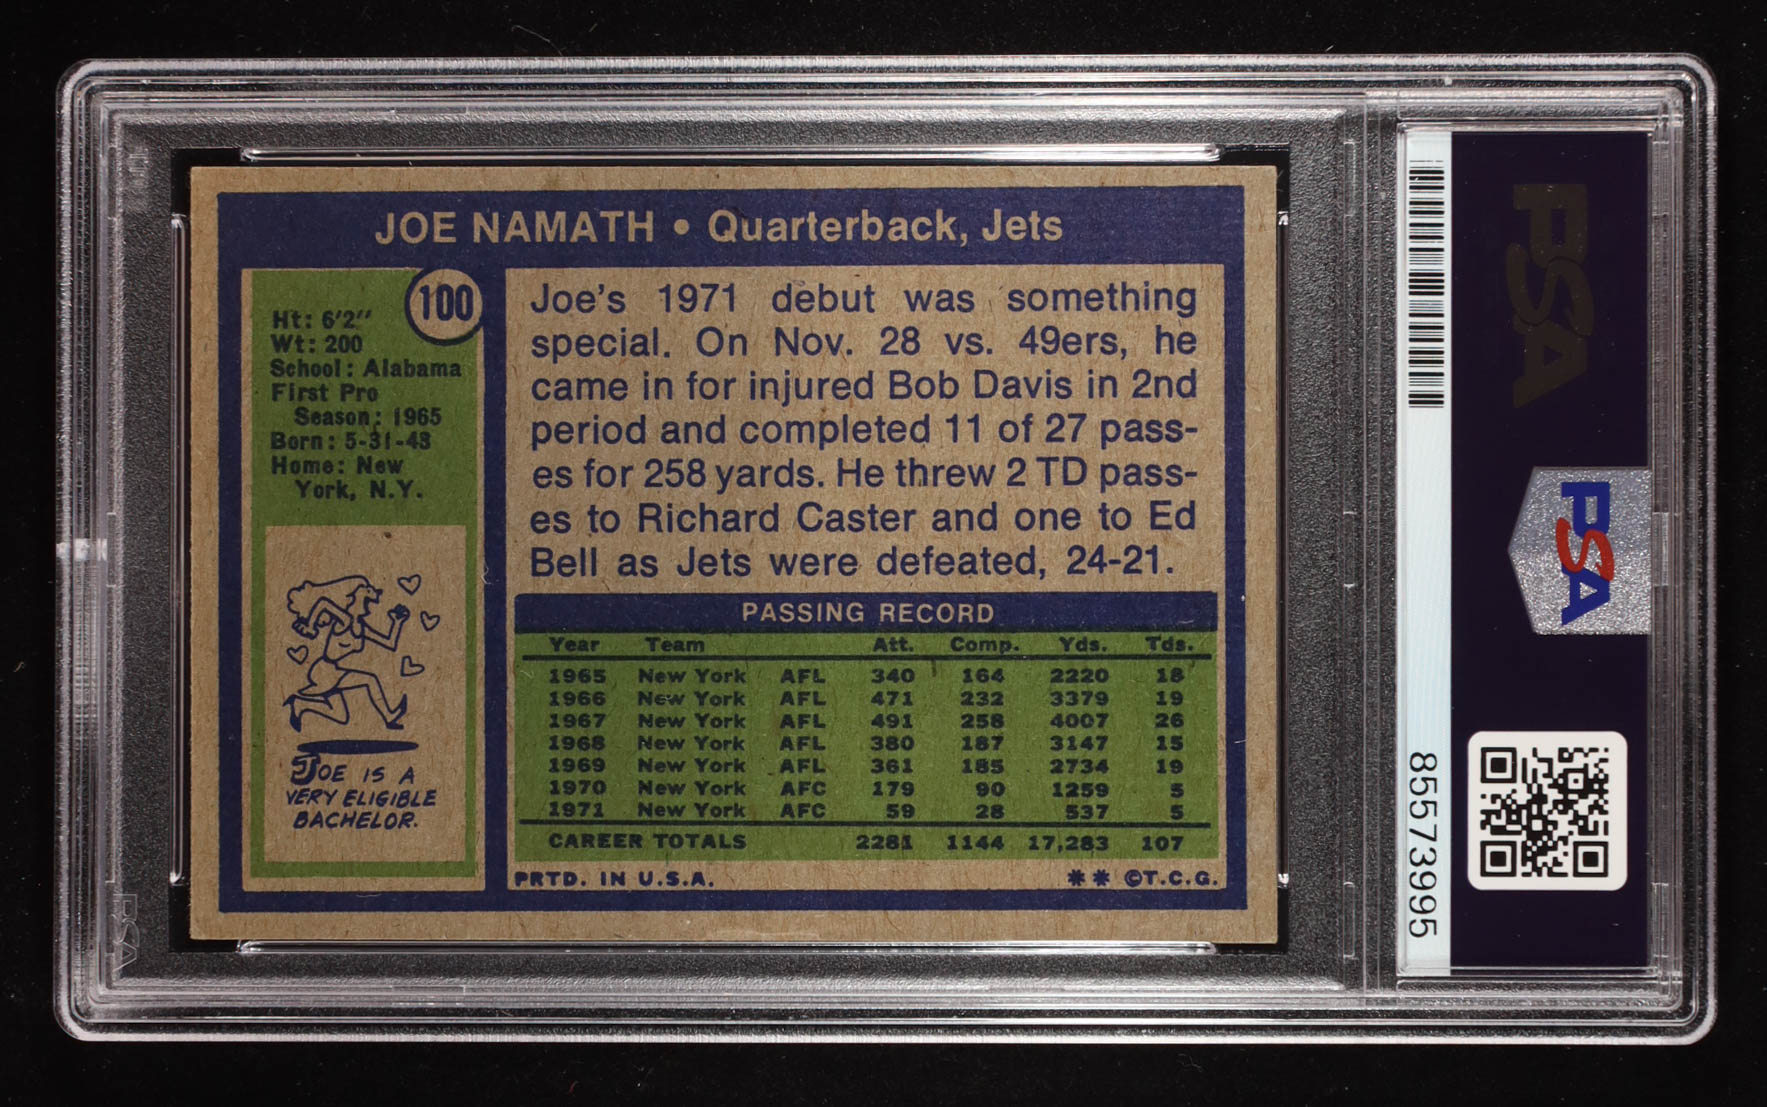 JOE NAMATH • Quarterback, Jets
100
Ht: 6'2"
Wt: 200
School: Alabama
First Pro
Season: 1965
Born: 5-31-43
Home: New
York, N.Y.
JOE IS A
VERY ELIGIBLE
BACHELOR.
Joe's 1971 debut was something
special. On Nov. 28 vs. 49ers, he
came in for injured Bob Davis in 2nd
period and completed 11 of 27 pass-
es for 258 yards. He threw 2 TD pass-
es to Richard Caster and one to Ed
Bell as Jets were defeated, 24-21.
PASSING RECORD
Year Team Att. Comp. Yds. Tds.
1965 New York AFL 340 164 2220 18
1966 New York AFL 471 232 3379 19
1967 New York AFL 491 258 4007 26
1968 New York AFL 380 187 3147 15
1969 New York AFL 361 185 2734 19
1970 New York AFC 179 90 1259 5
1971 New York AFC 59 28 537 5
CAREER TOTALS 2281 1144 17,283 107
PRTD. IN U.S.A. ** ©T.C.G.
85573995
PSA
PSA
PSA